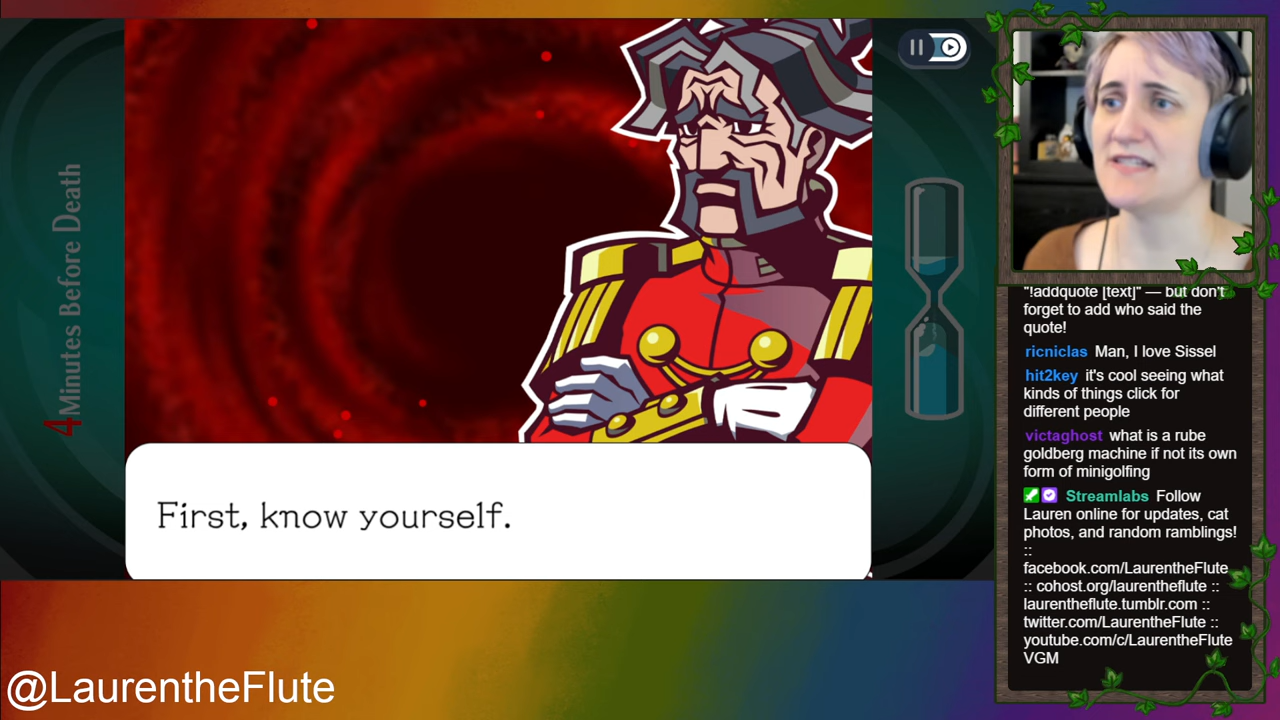 4 Minutes Before Death
First, know yourself.
@LaurentheFlute
"!addquote [text]" — but don't
forget to add who said the
quote!
ricniclas Man, I love Sissel
hit2key it's cool seeing what
kinds of things click for
different people
victaghost what is a rube
goldberg machine if not its own
form of minigolfing
Streamlabs Follow
Lauren online for updates, cat
photos, and random ramblings!
::
facebook.com/LaurentheFlute
:: cohost.org/laurentheflute ::
laurentheflute.tumblr.com ::
twitter.com/LaurentheFlute ::
youtube.com/c/LaurentheFlute
VGM